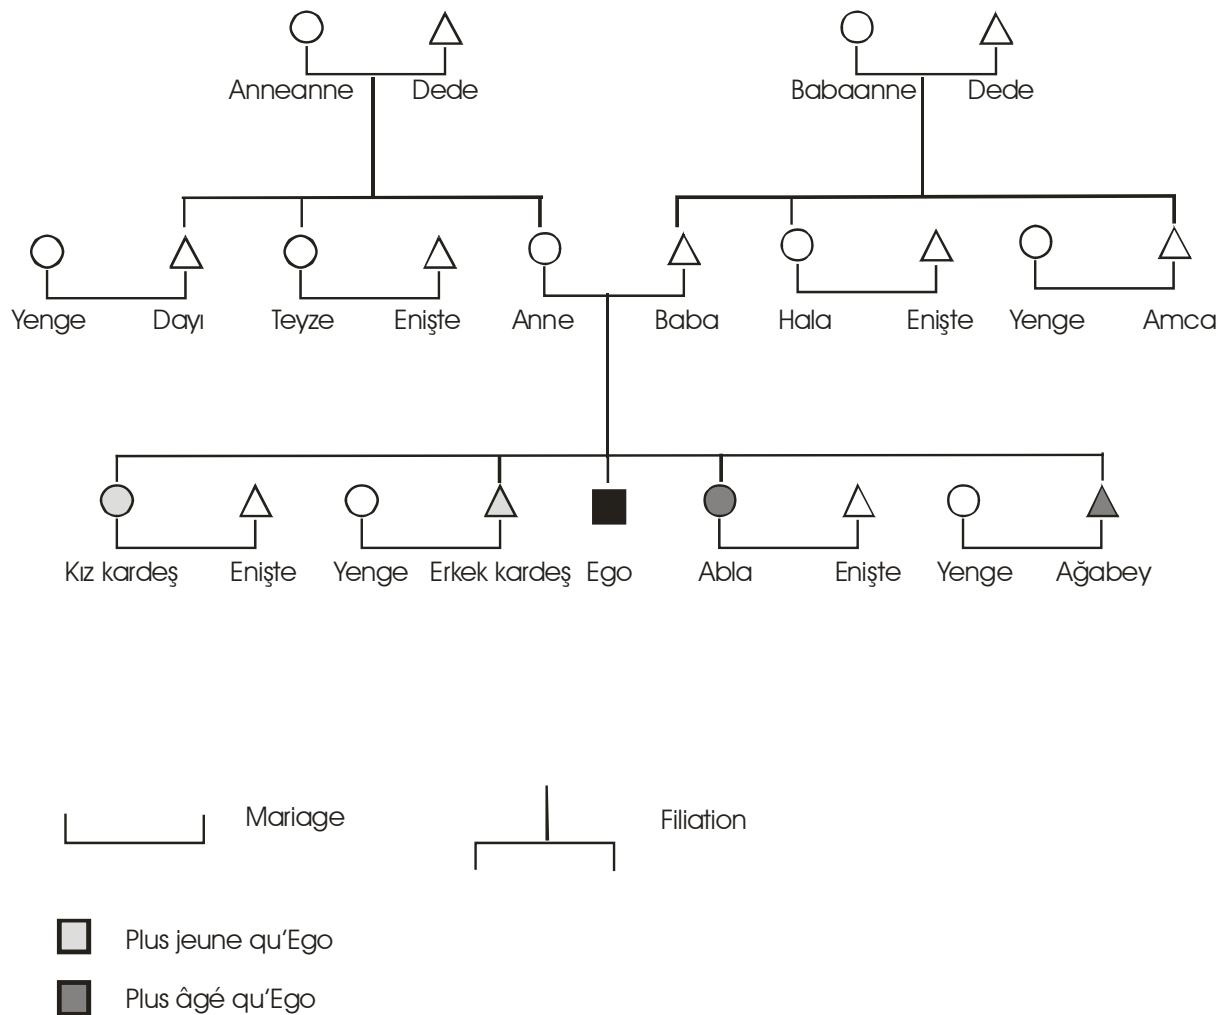 Anneanne Dede Babaanne Dede
Yenge Dayı Teyze Enişte Anne Baba Hala Enişte Yenge Amca
Kız kardeş Enişte Yenge Erkek kardeş Ego Abla Enişte Yenge Ağabey
Mariage Filiation
Plus jeune qu'Ego
Plus âgé qu'Ego